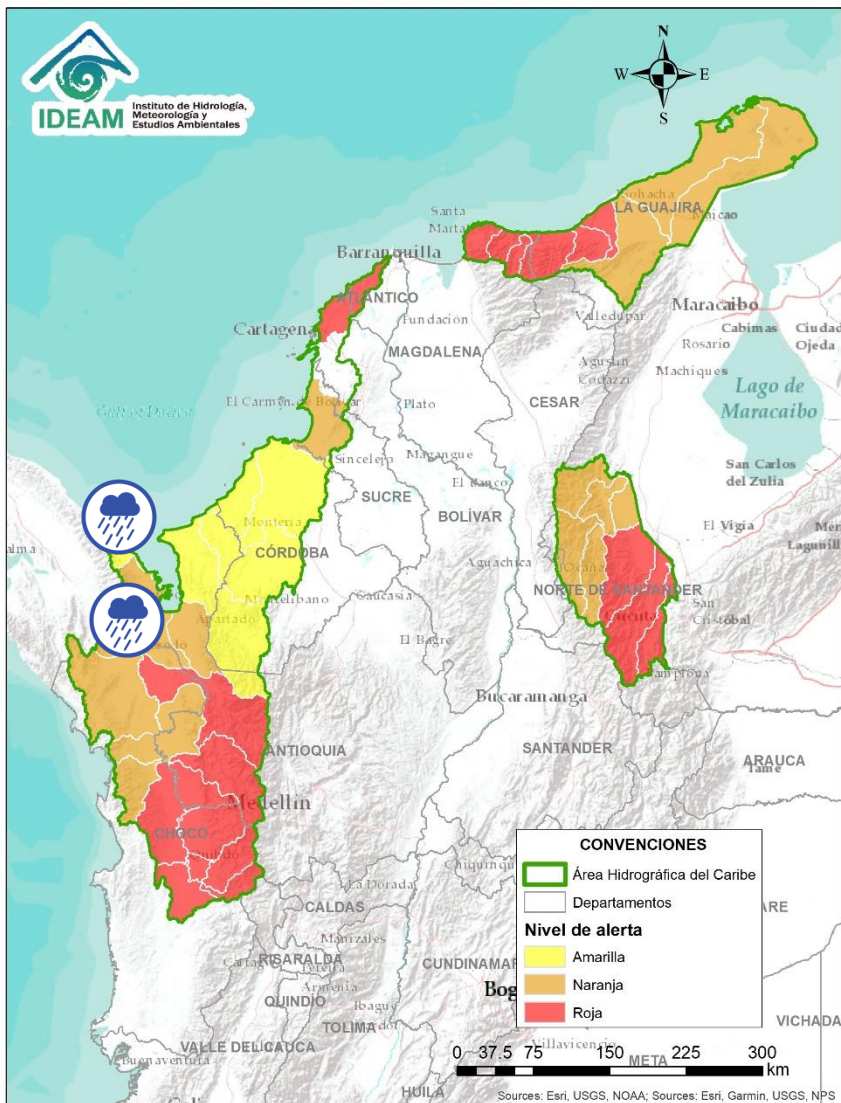 IDEAM
Instituto de Hidrología,
Meteorología y
Estudios Ambientales
N
W
E
S
Santa
Marta
LA GUAJIRA
Maicao
Barranquilla
ATLÁNTICO
Cartagena
Fundación
Valledupar
Maracaibo
Cabimas
Ciudad
Ojeda
Rosario
Machiques
MAGDALENA
Agustín
Codazzi
CESAR
Lago de
Maracaibo
El Carmen de Bolívar
Plato
San Carlos
del Zulia
Sincelejo
Magangue
SUCRE
El Banco
BOLÍVAR
El Vigía
Montería
CÓRDOBA
Aguachica
Ocaña
NORTE DE SANTANDER
Cúcuta
San
Cristóbal
Montelíbano
Caucasia
Apartadó
El Bagre
Pamplona
Bucaramanga
ANTIOQUIA
SANTANDER
ARAUCA
Tame
Medellín
CHOCÓ
Quibdó
La Dorada
CALDAS
Manizales
RISARALDA
Pereira
Armenia
QUINDÍO
Ibague
TOLIMA
VALLE DEL CAUCA
Buenaventura
HUILA
VICHADA
Villavicencio
META
CONVENCIONES
Área Hidrográfica del Caribe
Departamentos
Nivel de alerta
Amarilla
Naranja
Roja
0 37.5 75 150 225 300
km
Sources: Esri, USGS, NOAA; Sources: Esri, Garmin, USGS, NPS